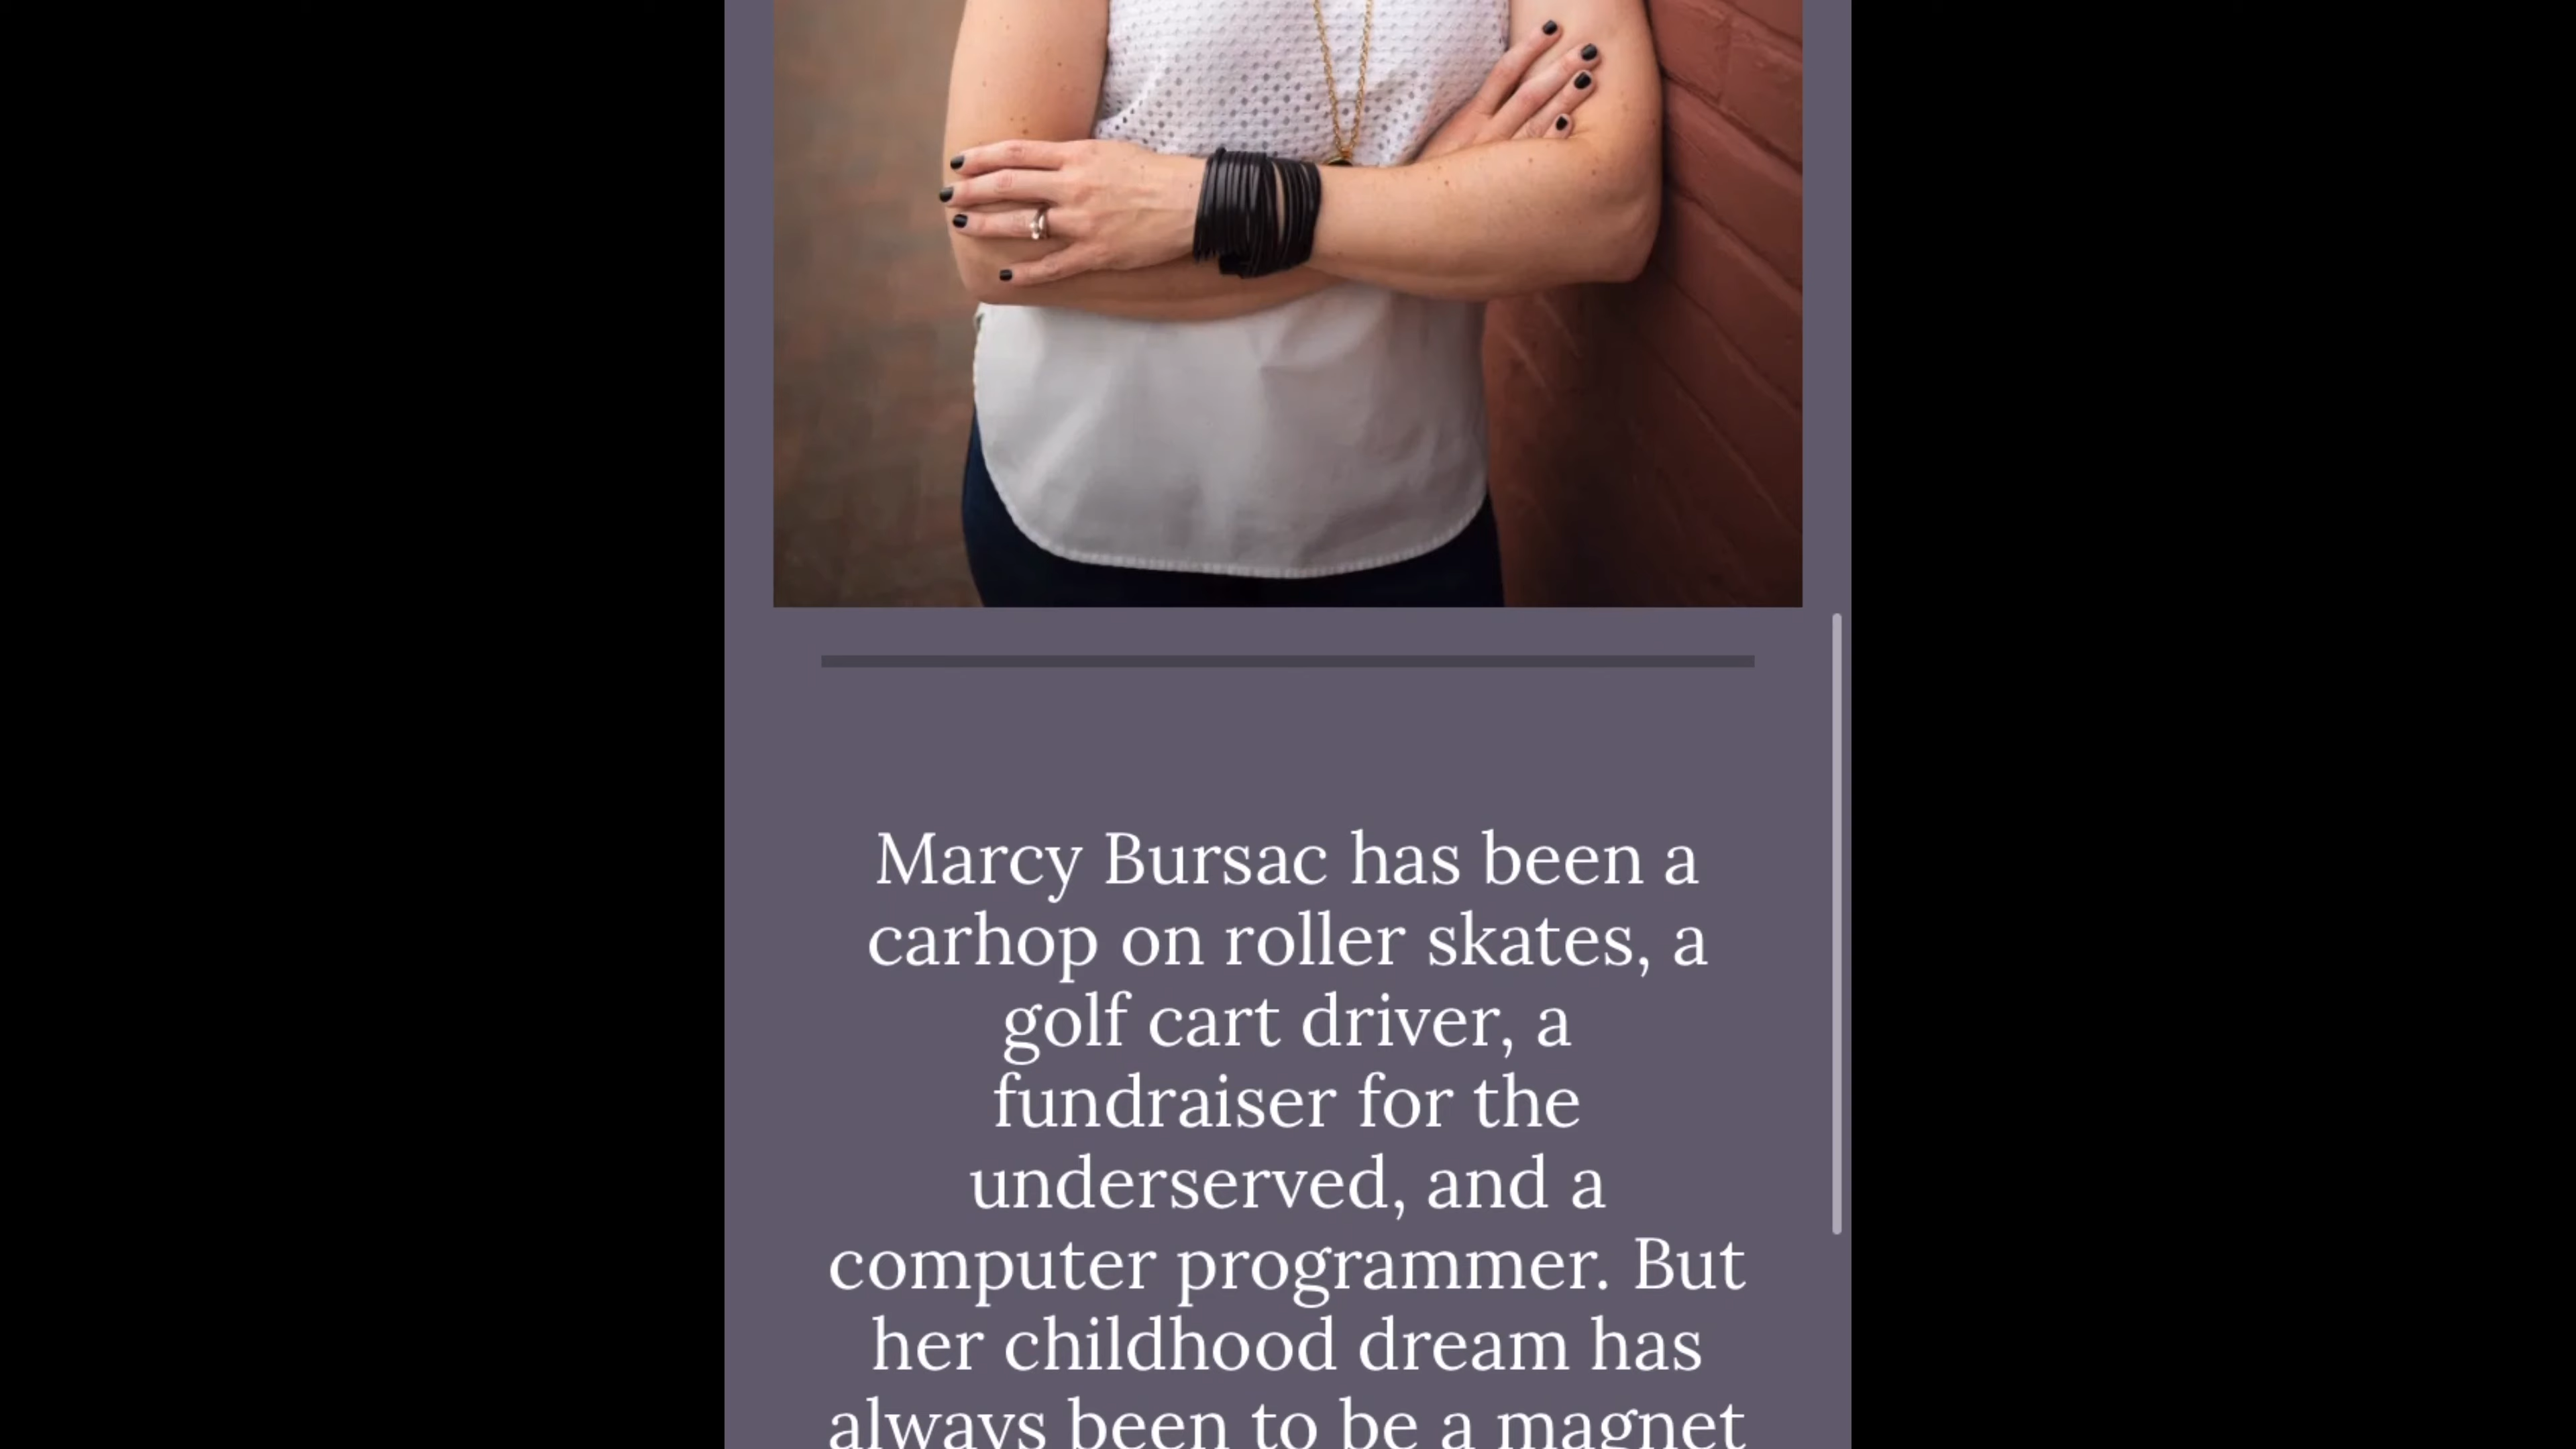 Marcy Bursac has been a
carhop on roller skates, a
golf cart driver, a
fundraiser for the
underserved, and a
computer programmer. But
her childhood dream has
always been to be a magnet